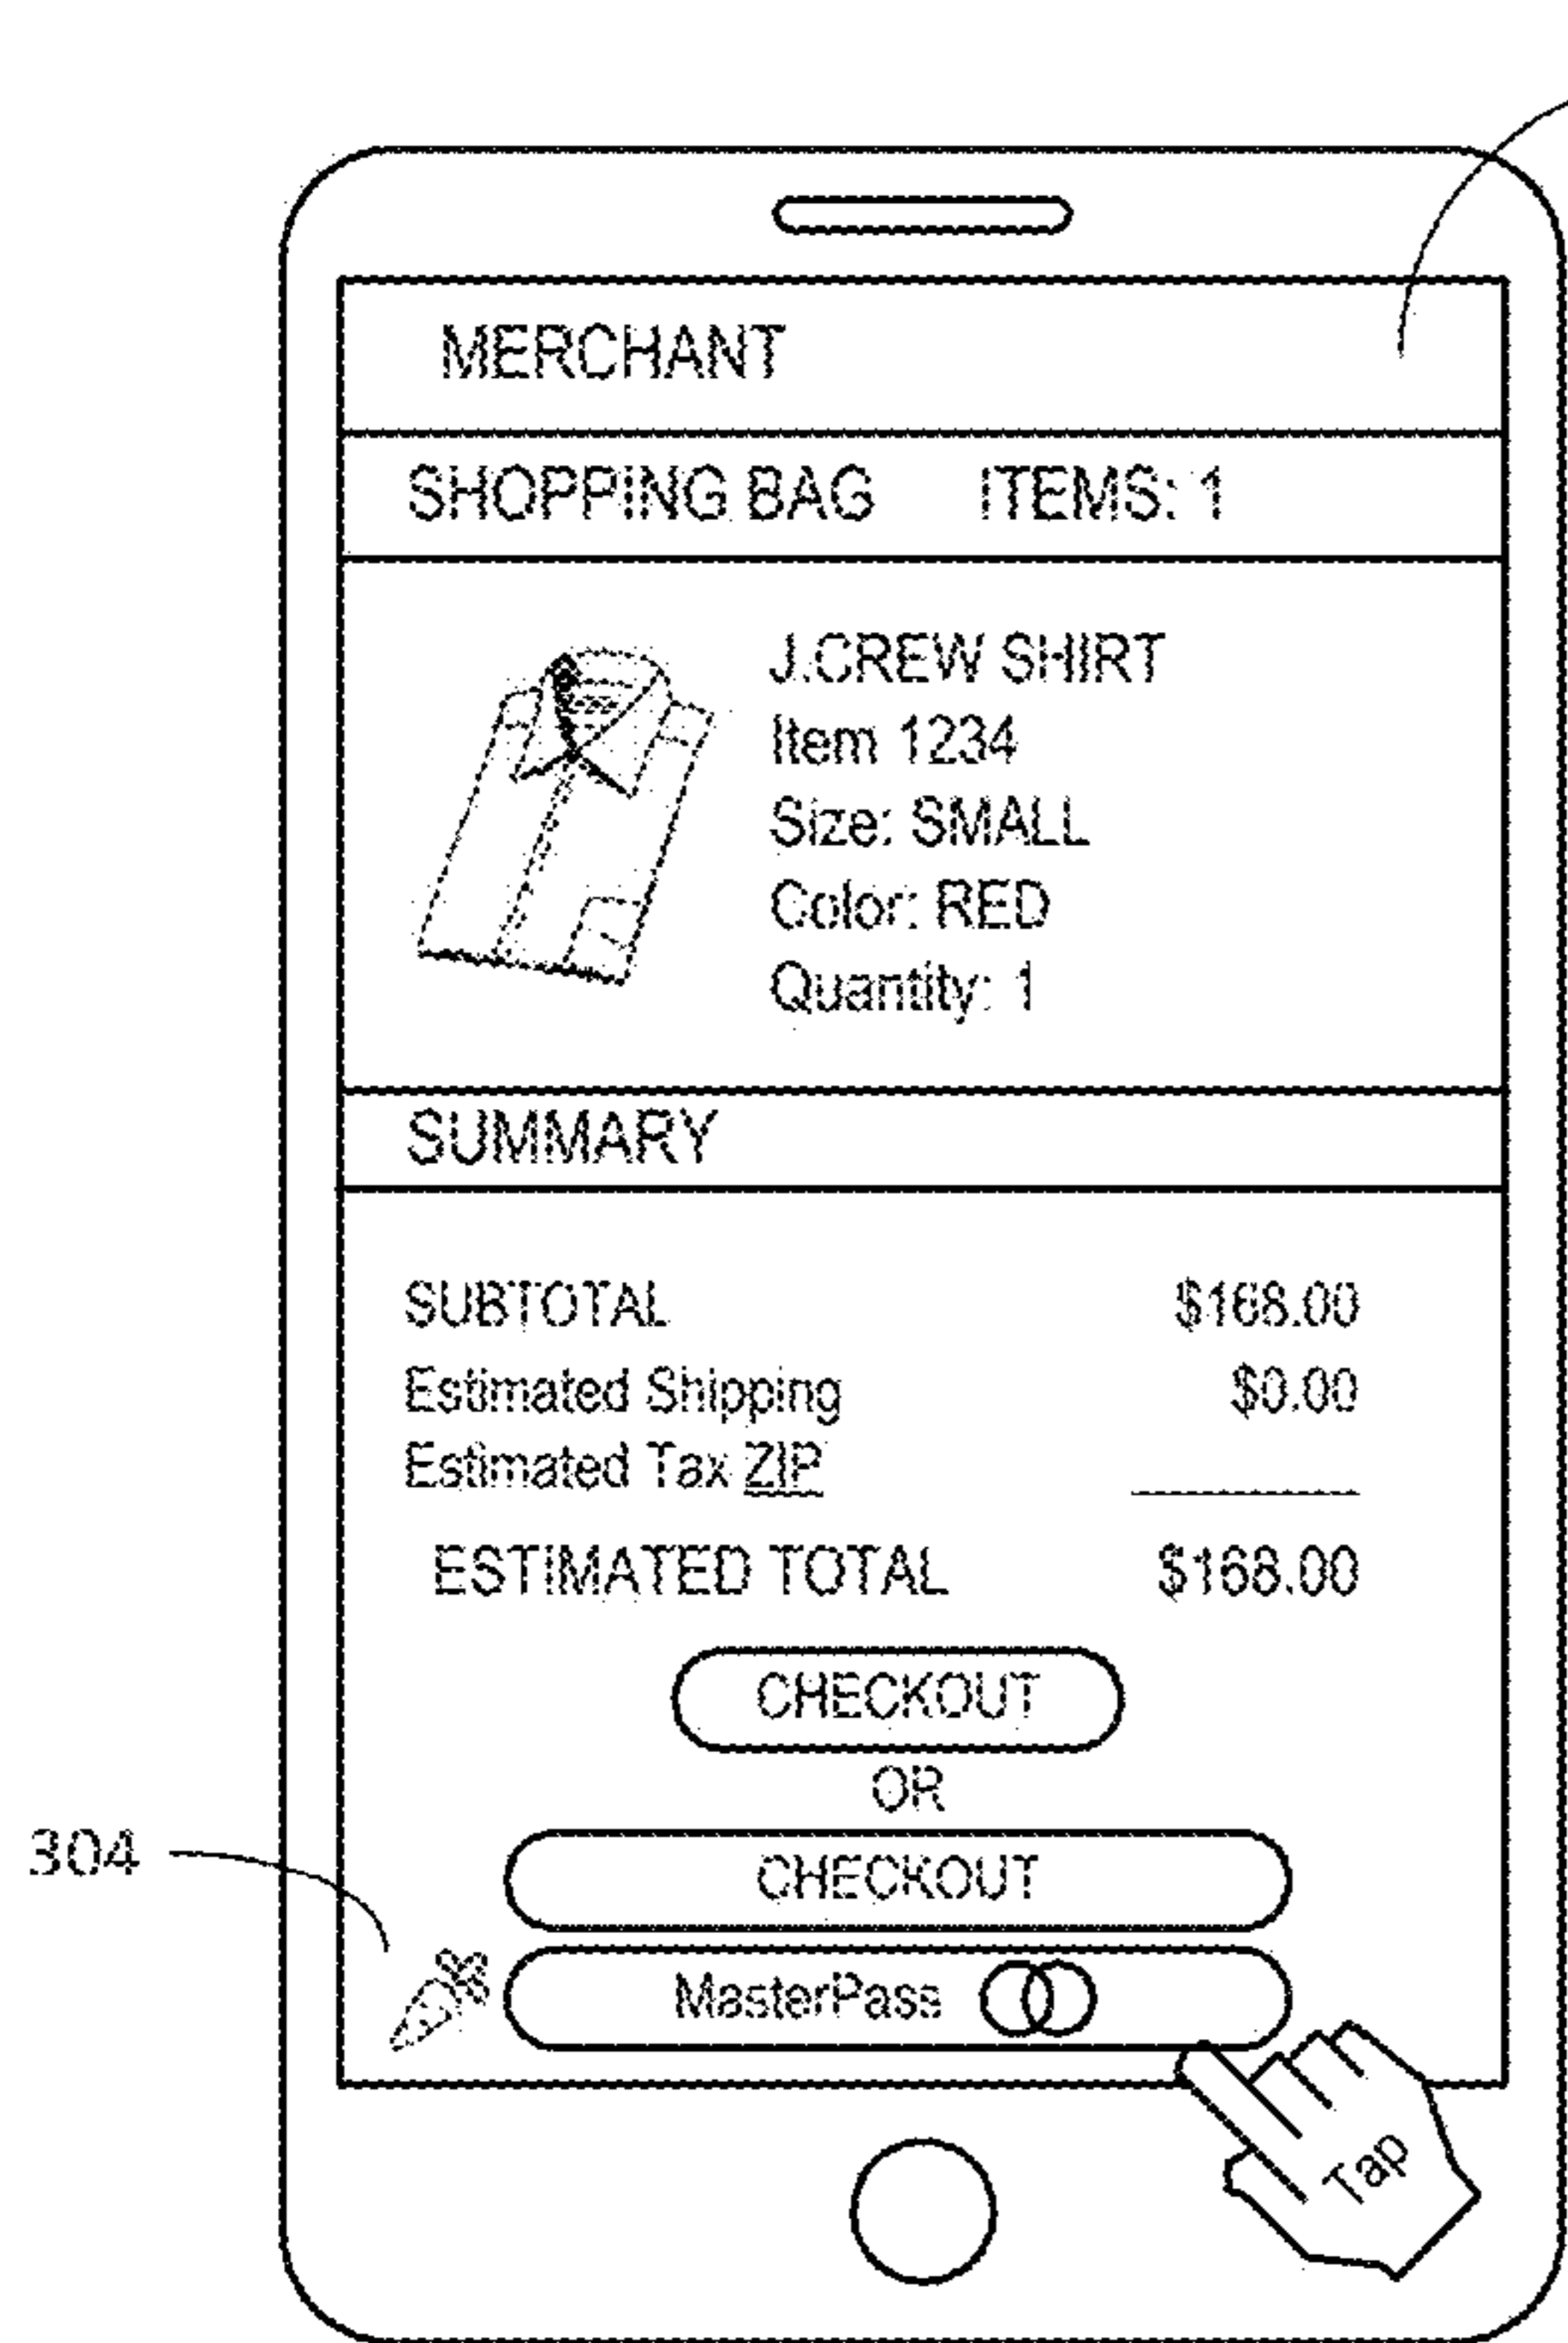 MERCHANT
SHOPPING BAG ITEMS: 1
J.CREW SHIRT
Item 1234
Size: SMALL
Color: RED
Quantity: 1
SUMMARY
SUBTOTAL $168.00
Estimated Shipping $0.00
Estimated Tax ZIP
ESTIMATED TOTAL $168.00
CHECKOUT
OR
CHECKOUT
304
MasterPass
Tap